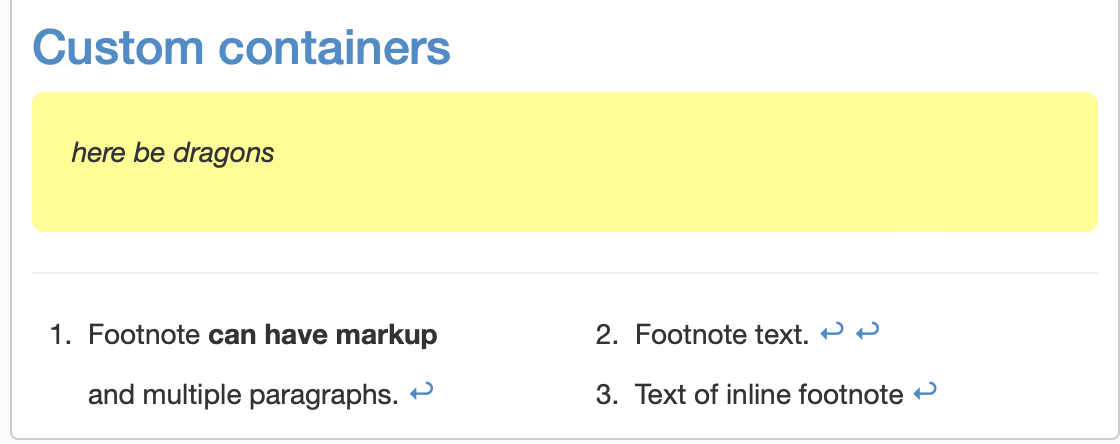 Custom containers
here be dragons
1. Footnote can have markup
and multiple paragraphs. ↩
2. Footnote text. ↩ ↩
3. Text of inline footnote ↩